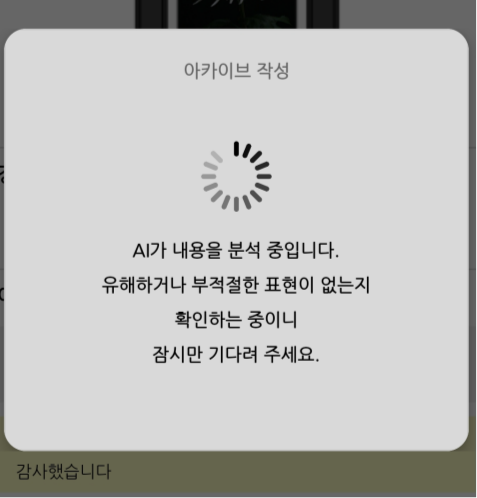 아카이브 작성
AI가 내용을 분석 중입니다.
유해하거나 부적절한 표현이 없는지
확인하는 중이니
잠시만 기다려 주세요.
감사했습니다